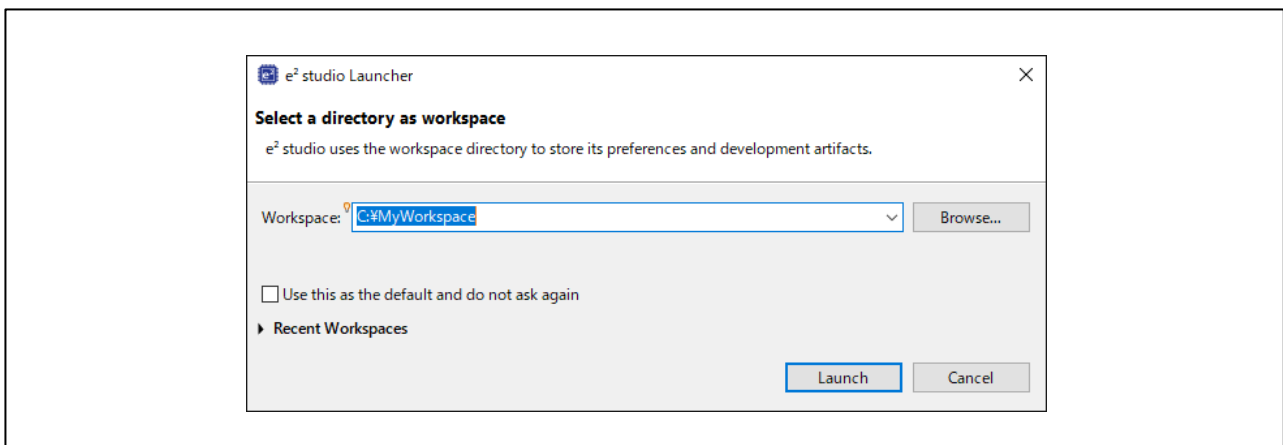 e² studio Launcher
Select a directory as workspace
e² studio uses the workspace directory to store its preferences and development artifacts.
Workspace: C:¥MyWorkspace Browse...
Use this as the default and do not ask again
Recent Workspaces
Launch Cancel